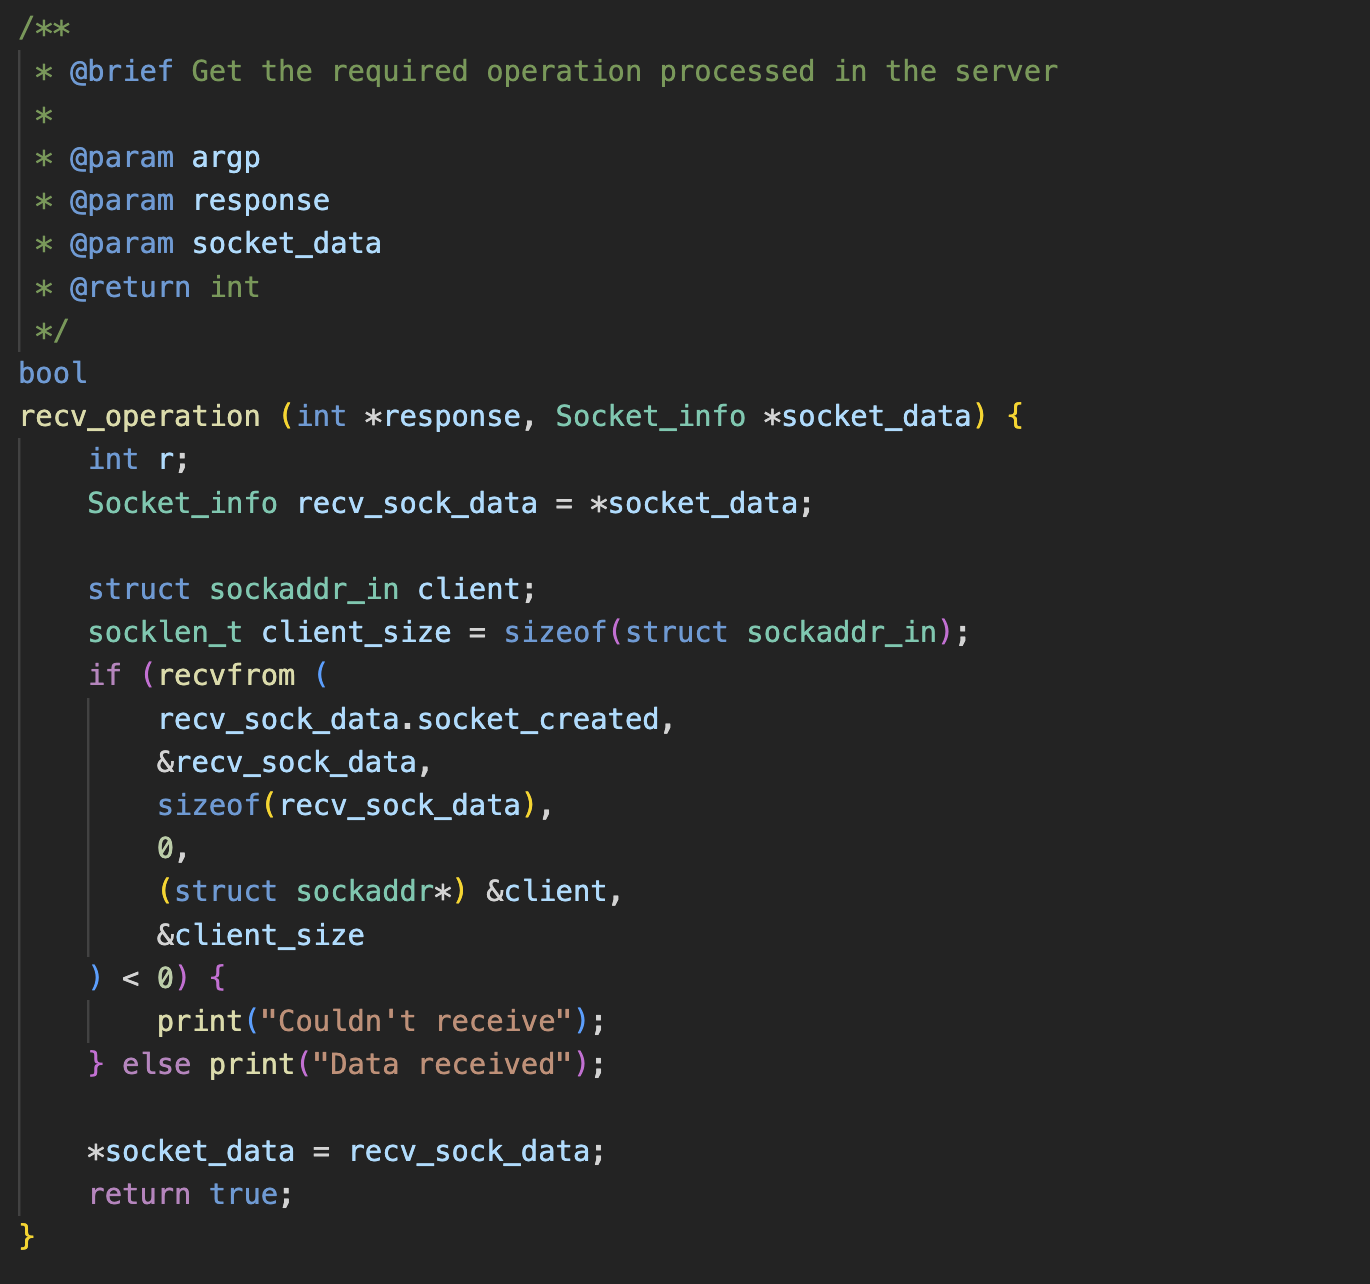 /**
 * @brief Get the required operation processed in the server
 *
 * @param argp
 * @param response
 * @param socket_data
 * @return int
 */
bool
recv_operation (int *response, Socket_info *socket_data) {
    int r;
    Socket_info recv_sock_data = *socket_data;

    struct sockaddr_in client;
    socklen_t client_size = sizeof(struct sockaddr_in);
    if (recvfrom (
        recv_sock_data.socket_created,
        &recv_sock_data,
        sizeof(recv_sock_data),
        0,
        (struct sockaddr*) &client,
        &client_size
    ) < 0) {
        print("Couldn't receive");
    } else print("Data received");

    *socket_data = recv_sock_data;
    return true;
}